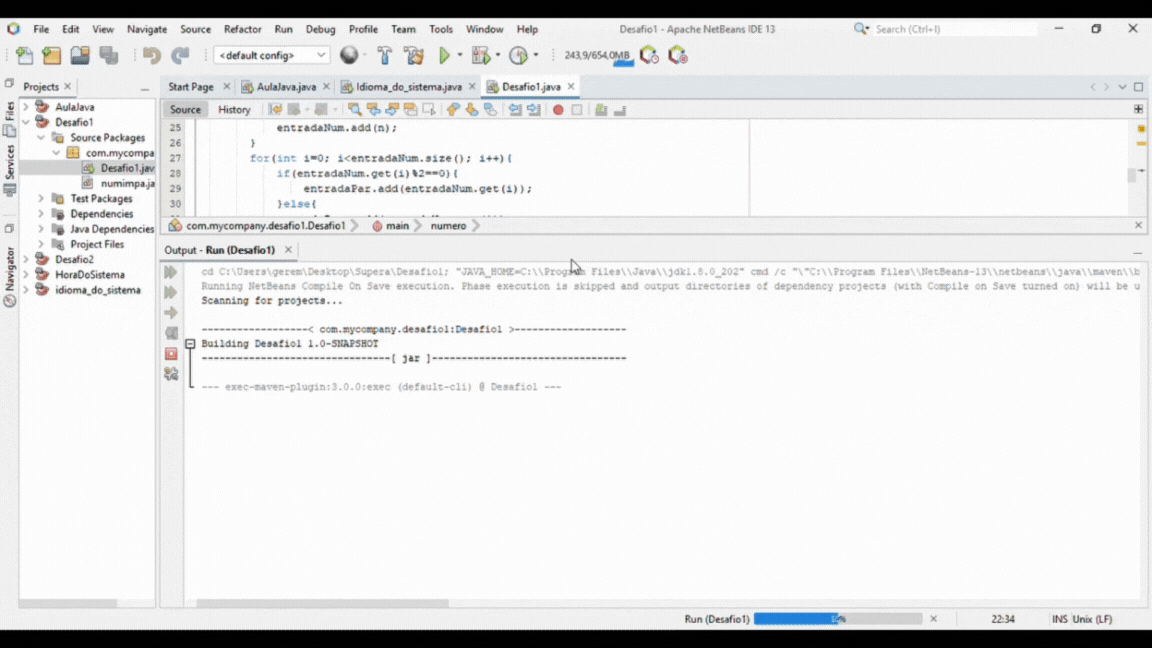 File Edit View Navigate Source Refactor Run Debug Profile Team Tools Window Help Desafio1 - Apache NetBeans IDE 13 Search (Ctrl+I)
<default config> 243,9/654,0MB
Projects Start Page AulaJava.java Idioma_do_sistema.java Desafio1.java
Source History
Files
Services
Navigator
AulaJava
Desafio1
Source Packages
com.mycompa
Desafio1.jav
numimpa.ja
Test Packages
Dependencies
Java Dependencies
Project Files
Desafio2
HoraDoSistema
idioma_do_sistema
25 entradaNum.add(n);
26 }
27 for(int i=0; i<entradaNum.size(); i++){
28 if(entradaNum.get(i)%2==0){
29 entradaPar.add(entradaNum.get(i));
30 }else{
com.mycompany.desafio1.Desafio1 main numero
Output - Run (Desafio1)
cd C:\Users\gerem\Desktop\Supera\Desafio1; "JAVA_HOME=C:\\Program Files\\Java\\jdk1.8.0_202" cmd /c "\"C:\\Program Files\\NetBeans-13\\netbeans\\java\\maven\\b
Running NetBeans Compile On Save execution. Phase execution is skipped and output directories of dependency projects (with Compile on Save turned on) will be u
Scanning for projects...
------------------< com.mycompany.desafio1:Desafio1 >-------------------
Building Desafio1 1.0-SNAPSHOT
--------------------------------[ jar ]---------------------------------
--- exec-maven-plugin:3.0.0:exec (default-cli) @ Desafio1 ---
Run (Desafio1) 22:34 INS Unix (LF)